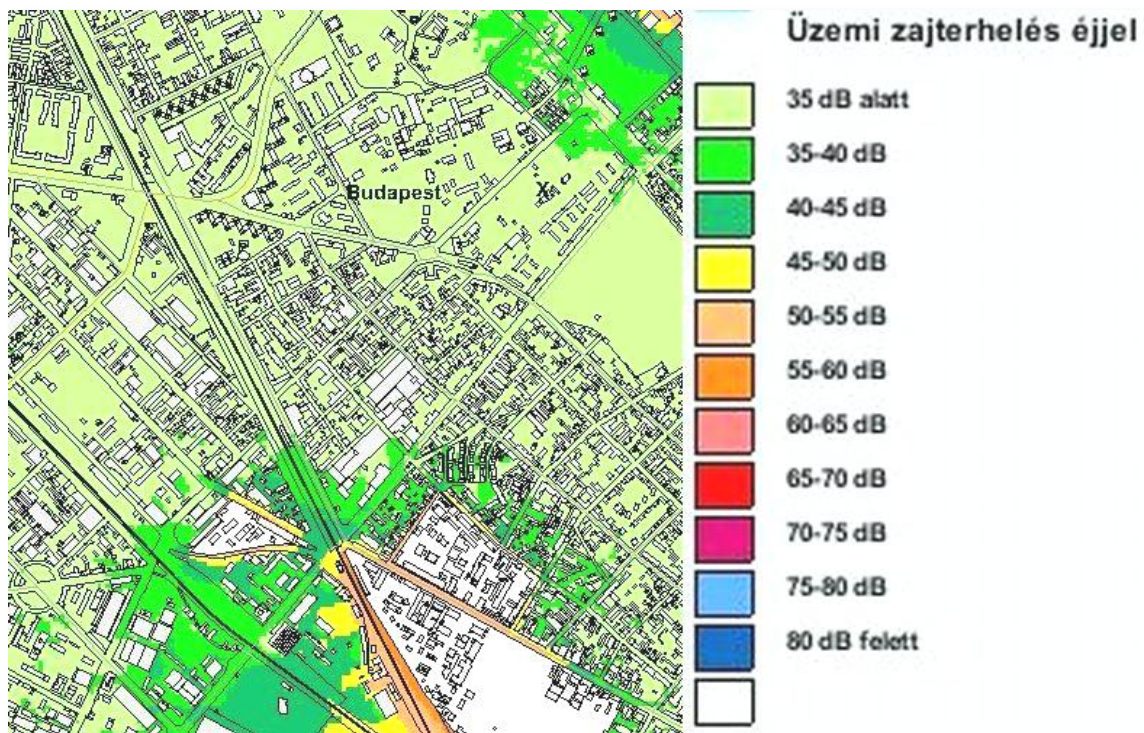 Budapest
X
Üzemi zajterhelés éjjel
35 dB alatt
35-40 dB
40-45 dB
45-50 dB
50-55 dB
55-60 dB
60-65 dB
65-70 dB
70-75 dB
75-80 dB
80 dB felett